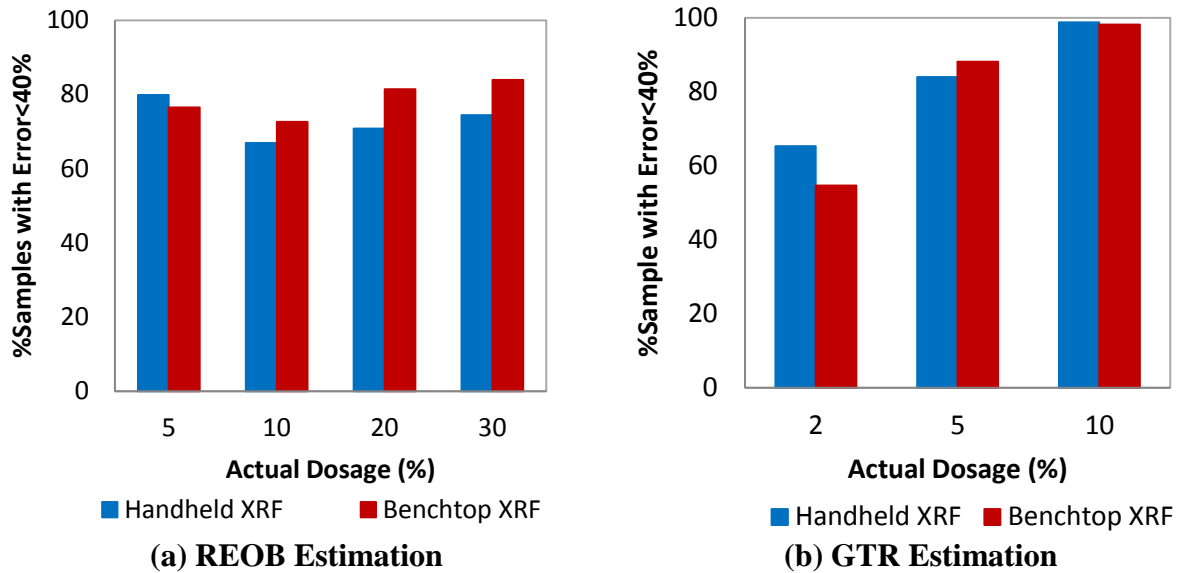 %Samples with Error<40%
100
80
60
40
20
0
5 10 20 30
Actual Dosage (%)
Handheld XRF Benchtop XRF
(a) REOB Estimation
%Sample with Error<40%
100
80
60
40
20
0
2 5 10
Actual Dosage (%)
Handheld XRF Benchtop XRF
(b) GTR Estimation